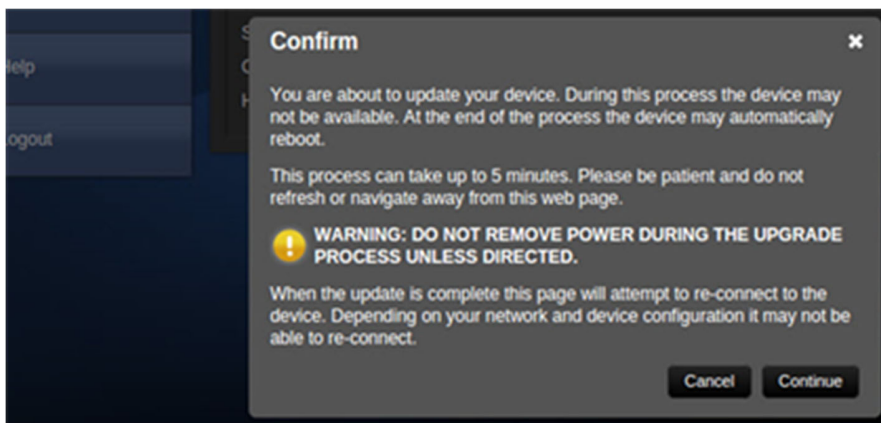 Confirm
Help
You are about to update your device. During this process the device may
not be available. At the end of the process the device may automatically
reboot.
Logout
This process can take up to 5 minutes. Please be patient and do not
refresh or navigate away from this web page.
WARNING: DO NOT REMOVE POWER DURING THE UPGRADE
PROCESS UNLESS DIRECTED.
When the update is complete this page will attempt to re-connect to the
device. Depending on your network and device configuration it may not be
able to re-connect.
Cancel Continue